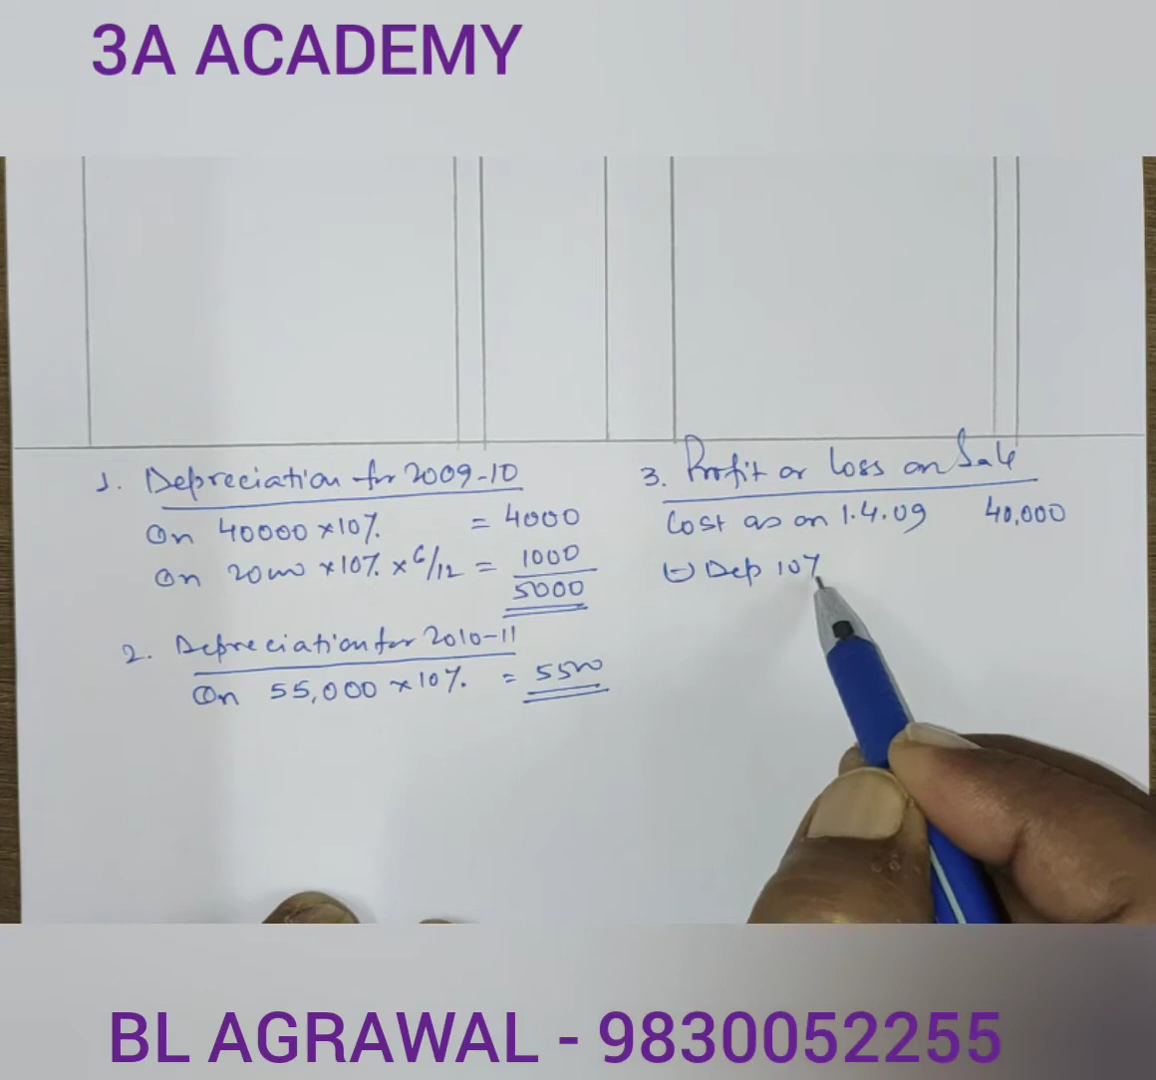 3A ACADEMY
1. Depreciation for 2009-10
On 40000 × 10% = 4000
On 20000 × 10% × 6/12 = 1000
5000
2. Depreciation for 2010-11
On 55,000 × 10% = 5500
3. Profit or Loss on Sale
Cost as on 1.4.09 40,000
(-) Dep 10%
BL AGRAWAL - 9830052255